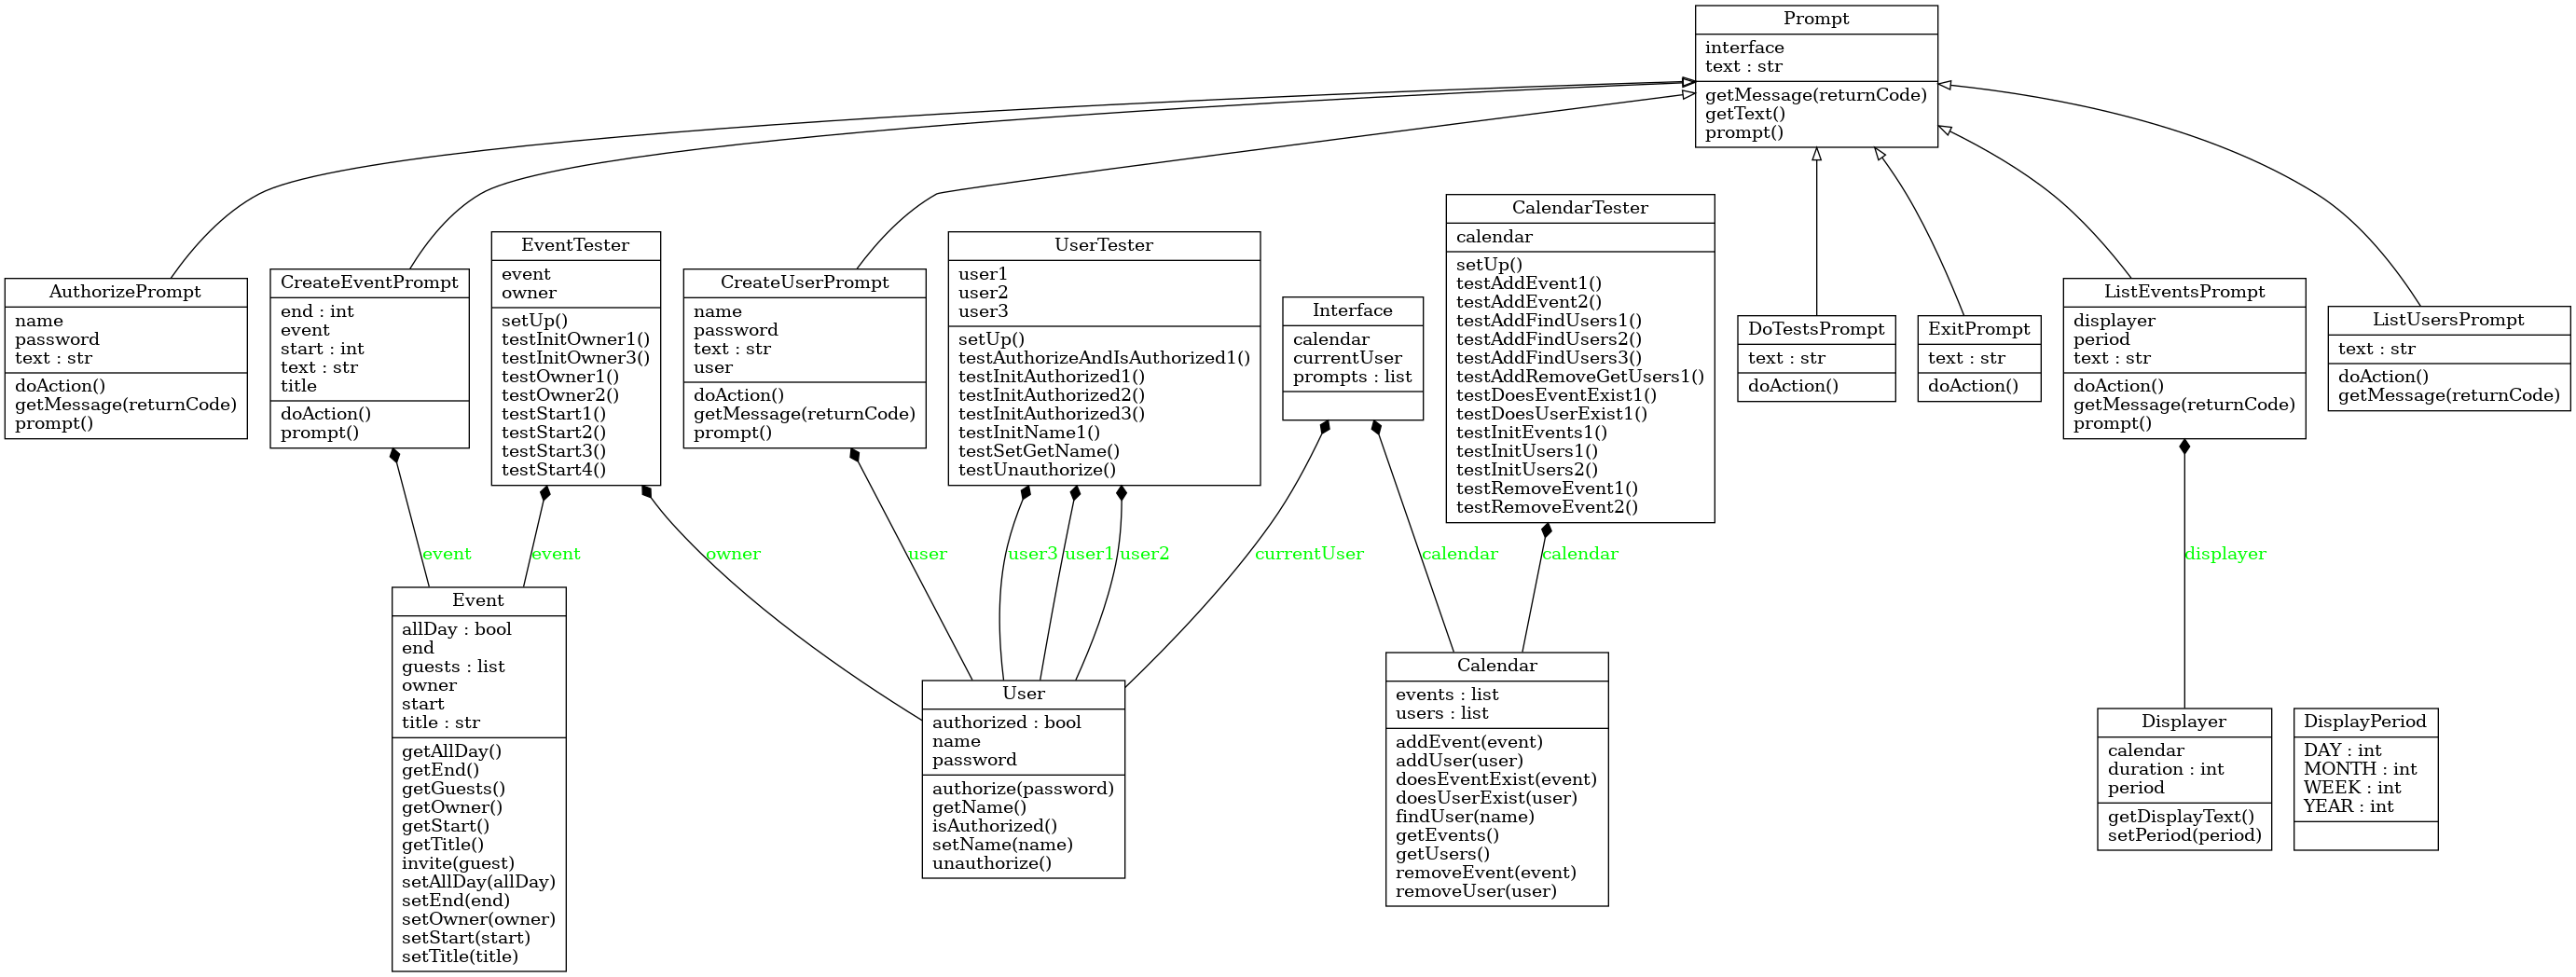 Prompt
interface
text : str
getMessage(returnCode)
getText()
prompt()
AuthorizePrompt
name
password
text : str
doAction()
getMessage(returnCode)
prompt()
CreateEventPrompt
end : int
event
start : int
text : str
title
doAction()
prompt()
EventTester
event
owner
setUp()
testInitOwner1()
testInitOwner3()
testOwner1()
testOwner2()
testStart1()
testStart2()
testStart3()
testStart4()
CreateUserPrompt
name
password
text : str
user
doAction()
getMessage(returnCode)
prompt()
UserTester
user1
user2
user3
setUp()
testAuthorizeAndIsAuthorized1()
testInitAuthorized1()
testInitAuthorized2()
testInitAuthorized3()
testInitName1()
testSetGetName()
testUnauthorize()
Interface
calendar
currentUser
prompts : list
CalendarTester
calendar
setUp()
testAddEvent1()
testAddEvent2()
testAddFindUsers1()
testAddFindUsers2()
testAddFindUsers3()
testAddRemoveGetUsers1()
testDoesEventExist1()
testDoesUserExist1()
testInitEvents1()
testInitUsers1()
testInitUsers2()
testRemoveEvent1()
testRemoveEvent2()
DoTestsPrompt
text : str
doAction()
ExitPrompt
text : str
doAction()
ListEventsPrompt
displayer
period
text : str
doAction()
getMessage(returnCode)
prompt()
ListUsersPrompt
text : str
doAction()
getMessage(returnCode)
event
event
owner
user
user3
user1
user2
currentUser
calendar
calendar
displayer
Event
allDay : bool
end
guests : list
owner
start
title : str
getAllDay()
getEnd()
getGuests()
getOwner()
getStart()
getTitle()
invite(guest)
setAllDay(allDay)
setEnd(end)
setOwner(owner)
setStart(start)
setTitle(title)
User
authorized : bool
name
password
authorize(password)
getName()
isAuthorized()
setName(name)
unauthorize()
Calendar
events : list
users : list
addEvent(event)
addUser(user)
doesEventExist(event)
doesUserExist(user)
findUser(name)
getEvents()
getUsers()
removeEvent(event)
removeUser(user)
Displayer
calendar
duration : int
period
getDisplayText()
setPeriod(period)
DisplayPeriod
DAY : int
MONTH : int
WEEK : int
YEAR : int